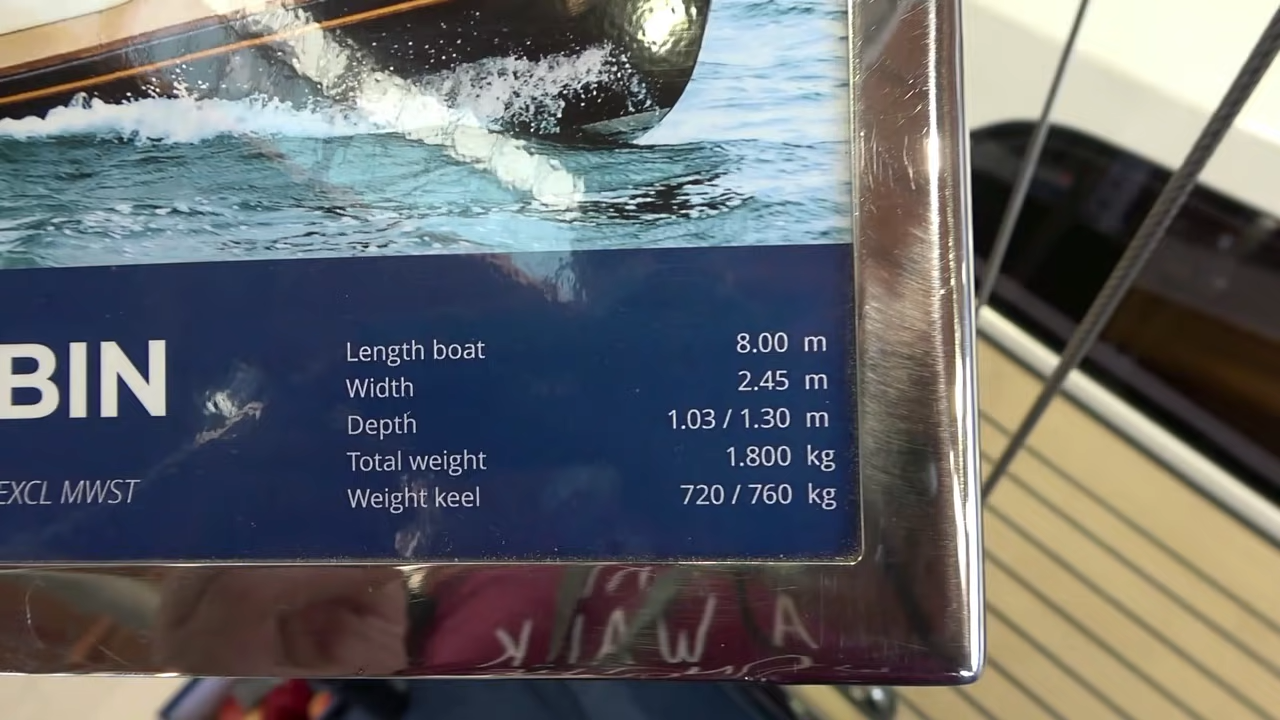 BIN
EXCL MWST
Length boat 8.00 m
Width 2.45 m
Depth 1.03 / 1.30 m
Total weight 1.800 kg
Weight keel 720 / 760 kg
A WALK